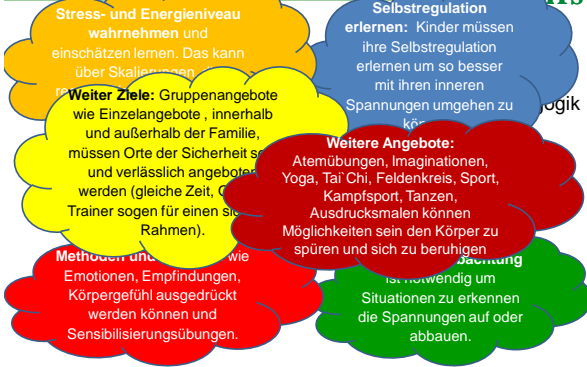 Stress- und Energieniveau
wahrnehmen und
einschätzen lernen. Das kann
über Skalierungen
Selbstregulation
erlernen: Kinder müssen
ihre Selbstregulation
erlernen um so besser
mit ihren inneren
Spannungen umgehen zu
Weiter Ziele: Gruppenangebote
wie Einzelangebote , innerhalb
und außerhalb der Familie,
müssen Orte der Sicherheit
und verlässlich angeboten
werden (gleiche Zeit,
Trainer sogen für einen
Rahmen).
Weitere Angebote:
Atemübungen, Imaginationen,
Yoga, Tai`Chi, Feldenkreis, Sport,
Kampfsport, Tanzen,
Ausdrucksmalen können
Möglichkeiten sein den Körper zu
spüren und sich zu beruhigen
Methoden und wie
Emotionen, Empfindungen,
Körpergefühl ausgedrückt
werden können und
Sensibilisierungsübungen.
ist notwendig um
Situationen zu erkennen
die Spannungen auf oder
abbauen.